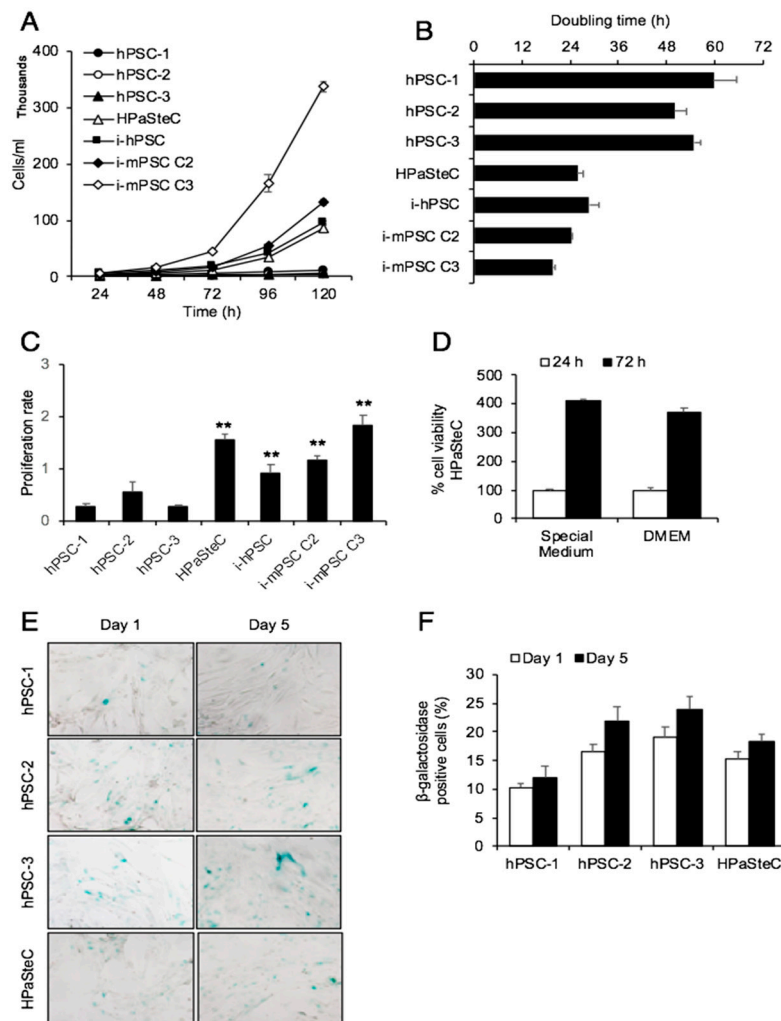 A
Thousands
Cells/ml
400
300
200
100
0
hPSC-1
hPSC-2
hPSC-3
HPaSteC
i-hPSC
i-mPSC C2
i-mPSC C3
24 48 72 96 120
Time (h)
B
Doubling time (h)
0 12 24 36 48 60 72
hPSC-1
hPSC-2
hPSC-3
HPaSteC
i-hPSC
i-mPSC C2
i-mPSC C3
C
Proliferation rate
3
2
1
0
**
**
**
**
hPSC-1
hPSC-2
hPSC-3
HPaSteC
i-hPSC
i-mPSC C2
i-mPSC C3
D
24 h 72 h
% cell viability
HPaSteC
500
400
300
200
100
0
Special
Medium
DMEM
E
Day 1 Day 5
hPSC-1
hPSC-2
hPSC-3
HPaSteC
F
Day 1 Day 5
β-galactosidase
positive cells (%)
30
25
20
15
10
5
0
hPSC-1 hPSC-2 hPSC-3 HPaSteC